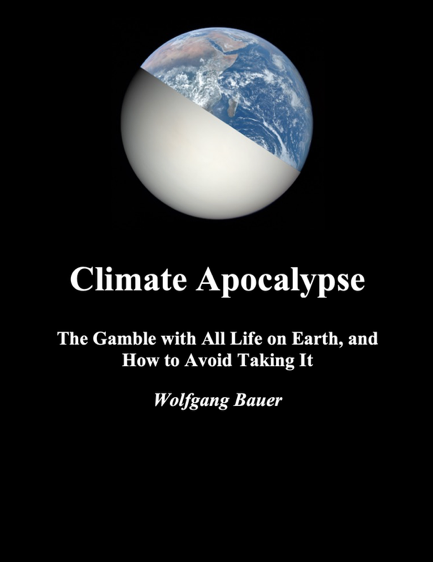 Climate Apocalypse
The Gamble with All Life on Earth, and
How to Avoid Taking It
Wolfgang Bauer